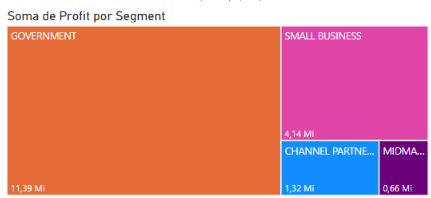 Soma de Profit por Segment
GOVERNMENT
11,39 Mi
SMALL BUSINESS
4,14 Mi
CHANNEL PARTNE...
1,32 Mi
MIDMA...
0,66 Mi